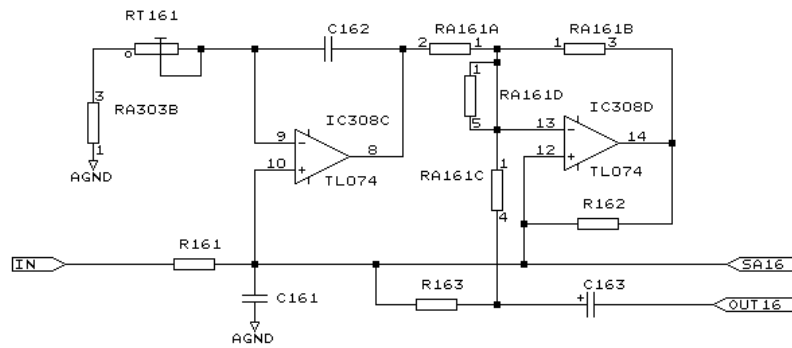 RT161
C162
RA161A
2 1
RA161B
1 3
3
RA303B
1
AGND
1
RA161D
5
IC308C
9
10
8
TL074
IC308D
13
12
14
TL074
1
RA161C
4
R162
R161
IN
SA16
C161
AGND
R163
+
C163
OUT16